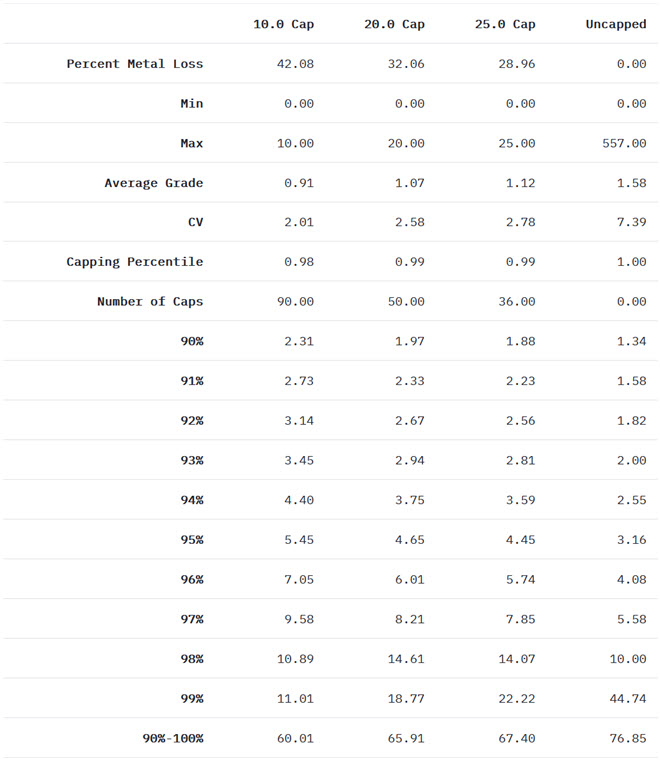 10.0 Cap 20.0 Cap 25.0 Cap Uncapped
Percent Metal Loss 42.08 32.06 28.96 0.00
Min 0.00 0.00 0.00 0.00
Max 10.00 20.00 25.00 557.00
Average Grade 0.91 1.07 1.12 1.58
CV 2.01 2.58 2.78 7.39
Capping Percentile 0.98 0.99 0.99 1.00
Number of Caps 90.00 50.00 36.00 0.00
90% 2.31 1.97 1.88 1.34
91% 2.73 2.33 2.23 1.58
92% 3.14 2.67 2.56 1.82
93% 3.45 2.94 2.81 2.00
94% 4.40 3.75 3.59 2.55
95% 5.45 4.65 4.45 3.16
96% 7.05 6.01 5.74 4.08
97% 9.58 8.21 7.85 5.58
98% 10.89 14.61 14.07 10.00
99% 11.01 18.77 22.22 44.74
90%-100% 60.01 65.91 67.40 76.85